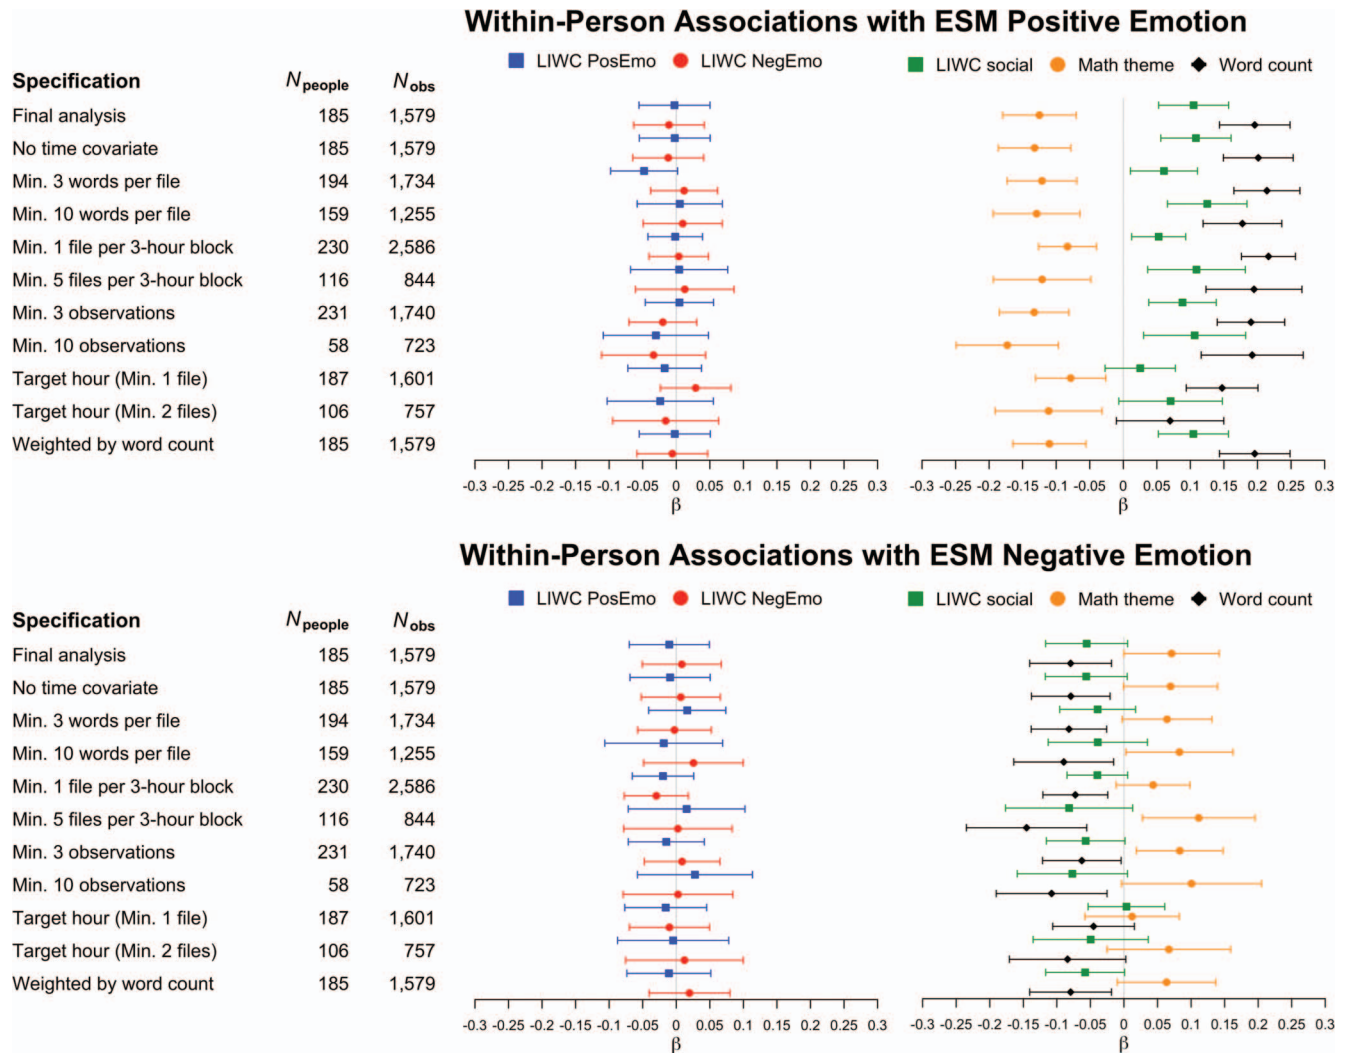 Within-Person Associations with ESM Positive Emotion
LIWC PosEmo LIWC NegEmo LIWC social Math theme Word count
Specification Npeople Nobs
Final analysis 185 1,579
No time covariate 185 1,579
Min. 3 words per file 194 1,734
Min. 10 words per file 159 1,255
Min. 1 file per 3-hour block 230 2,586
Min. 5 files per 3-hour block 116 844
Min. 3 observations 231 1,740
Min. 10 observations 58 723
Target hour (Min. 1 file) 187 1,601
Target hour (Min. 2 files) 106 757
Weighted by word count 185 1,579
-0.3 -0.25 -0.2 -0.15 -0.1 -0.05 0 0.05 0.1 0.15 0.2 0.25 0.3 -0.3 -0.25 -0.2 -0.15 -0.1 -0.05 0 0.05 0.1 0.15 0.2 0.25 0.3
β β
Within-Person Associations with ESM Negative Emotion
LIWC PosEmo LIWC NegEmo LIWC social Math theme Word count
Specification Npeople Nobs
Final analysis 185 1,579
No time covariate 185 1,579
Min. 3 words per file 194 1,734
Min. 10 words per file 159 1,255
Min. 1 file per 3-hour block 230 2,586
Min. 5 files per 3-hour block 116 844
Min. 3 observations 231 1,740
Min. 10 observations 58 723
Target hour (Min. 1 file) 187 1,601
Target hour (Min. 2 files) 106 757
Weighted by word count 185 1,579
-0.3 -0.25 -0.2 -0.15 -0.1 -0.05 0 0.05 0.1 0.15 0.2 0.25 0.3 -0.3 -0.25 -0.2 -0.15 -0.1 -0.05 0 0.05 0.1 0.15 0.2 0.25 0.3
β β